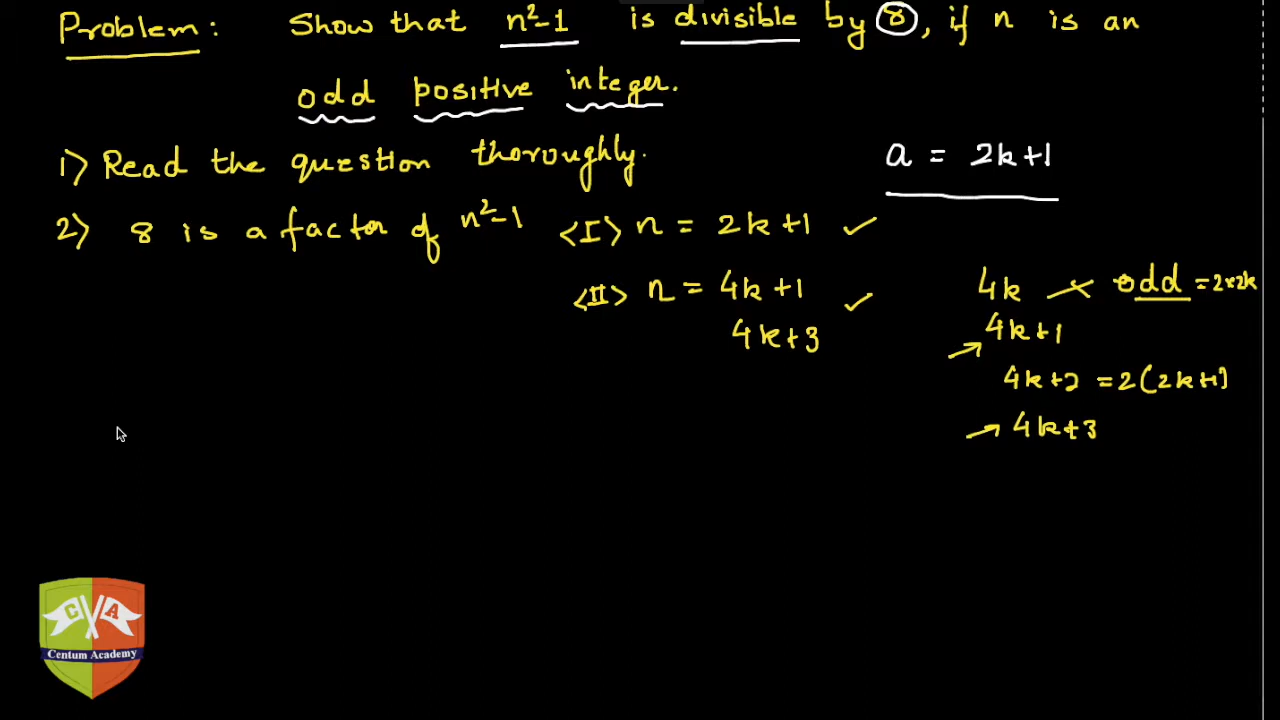 Problem: Show that n²-1 is divisible by 8, if n is an
odd positive integer.
1) Read the question thoroughly.
a = 2k+1
2) 8 is a factor of n²-1 <I> n = 2k+1 ✓
<II> n = 4k+1 ✓
4k+3
4k × odd = 2×2k
→ 4k+1
4k+2 = 2(2k+1)
→ 4k+3
C A
Centum Academy